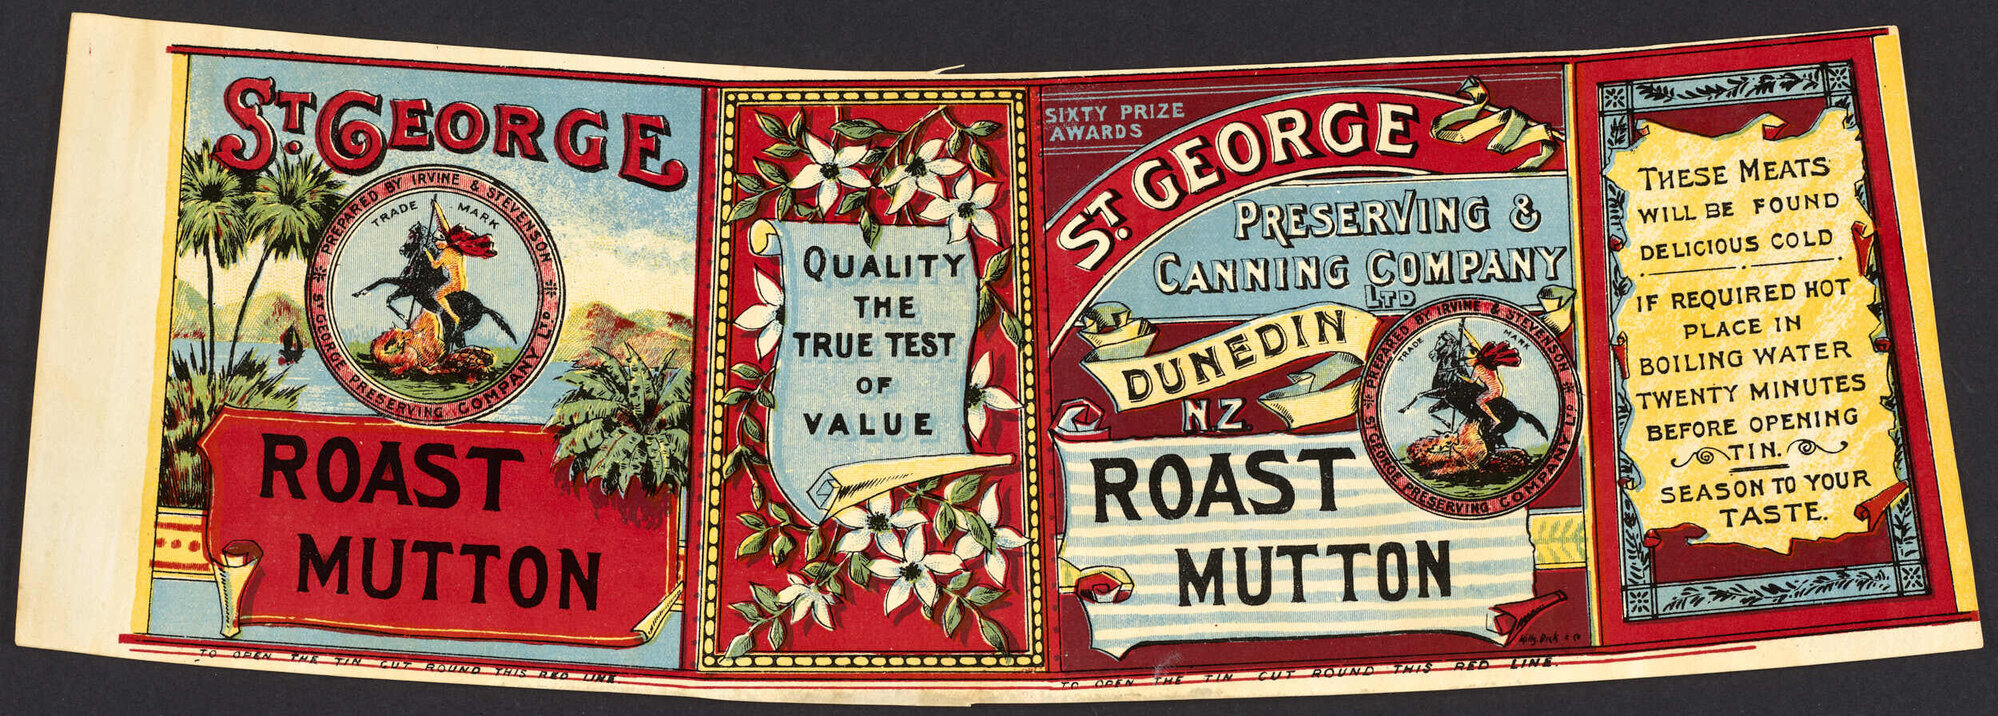 ST. GEORGE
PREPARED BY IRVINE & STEVENSON
ST GEORGE PRESERVING COMPANY LTD
TRADE MARK
ROAST
MUTTON
TO OPEN THE TIN CUT ROUND THIS RED LINE.
QUALITY
THE
TRUE TEST
OF
VALUE
SIXTY PRIZE
AWARDS
ST. GEORGE
PRESERVING &
CANNING COMPANY
LTD
DUNEDIN
N.Z.
PREPARED BY IRVINE & STEVENSON
ST GEORGE PRESERVING COMPANY LTD
TRADE MARK
ROAST
MUTTON
TO OPEN THE TIN CUT ROUND THIS RED LINE.
THESE MEATS
WILL BE FOUND
DELICIOUS COLD
IF REQUIRED HOT
PLACE IN
BOILING WATER
TWENTY MINUTES
BEFORE OPENING
TIN.
SEASON TO YOUR
TASTE.